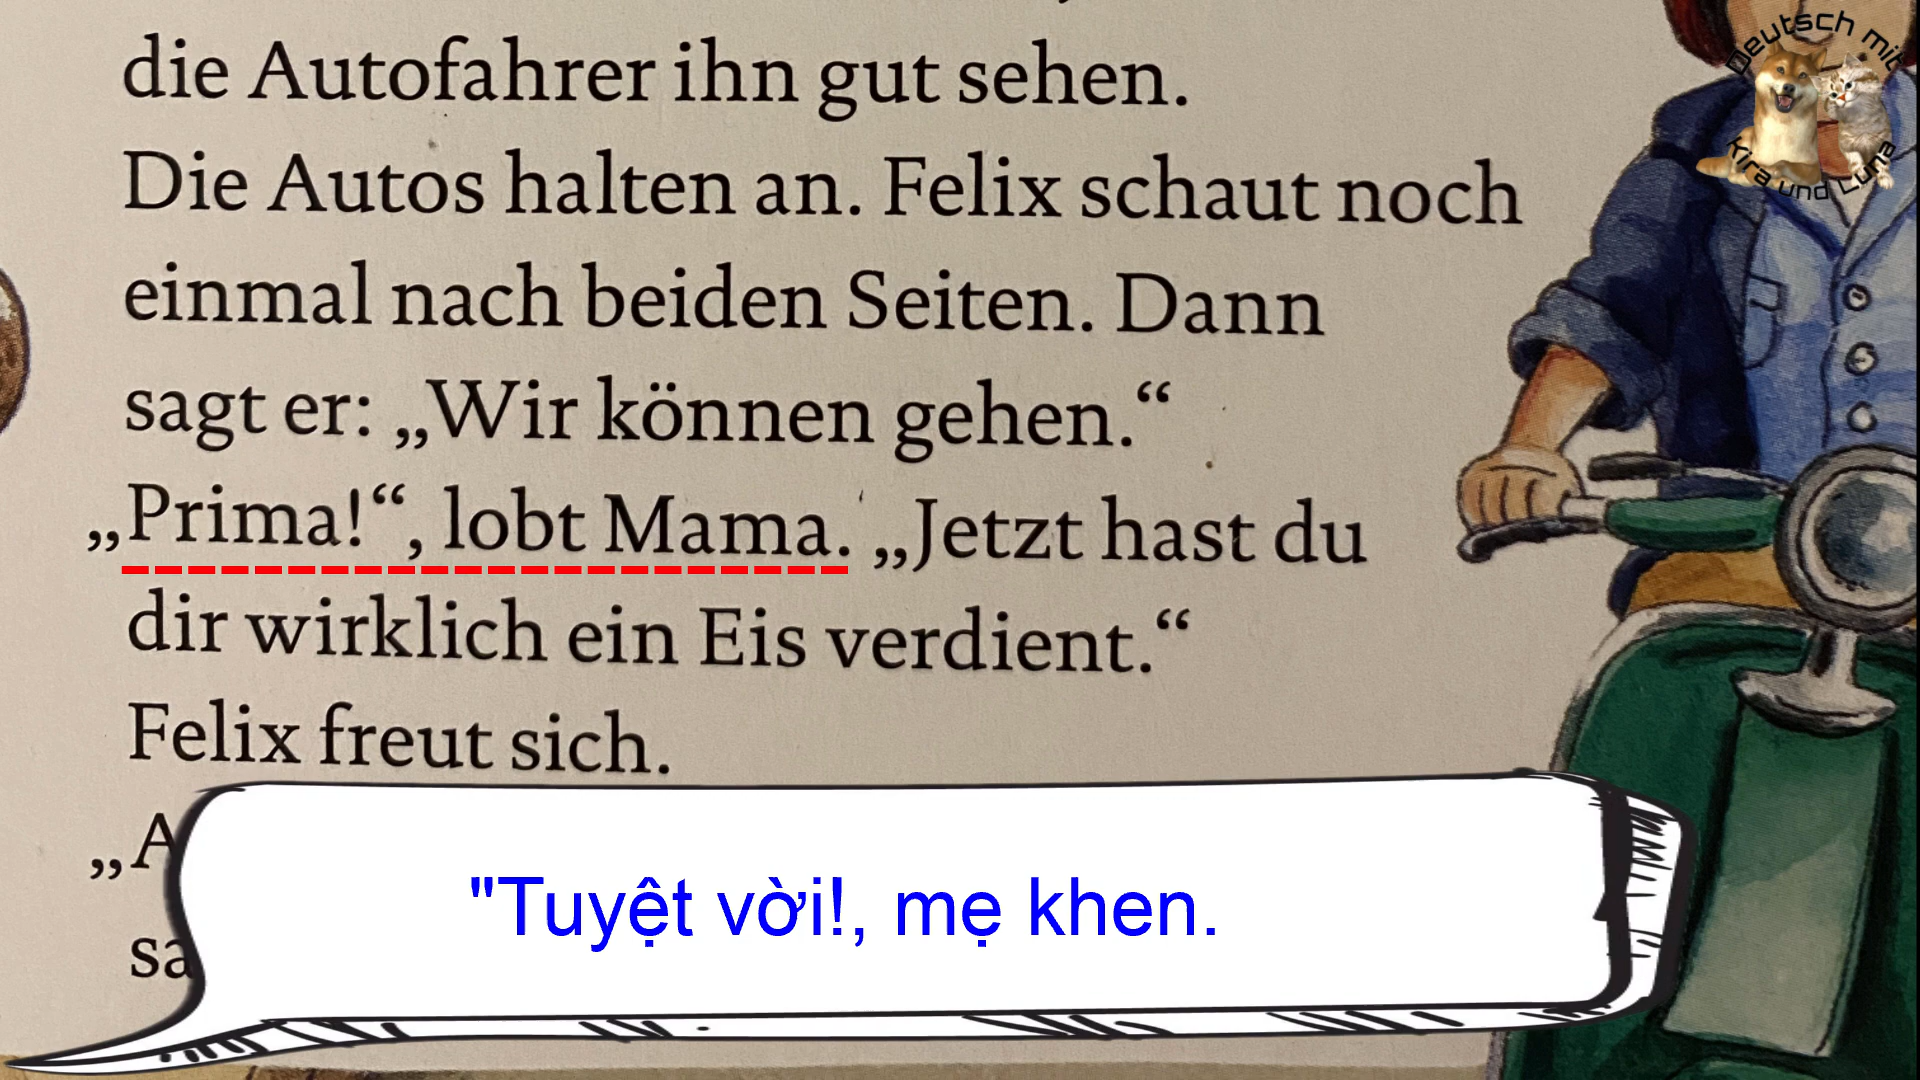 die Autofahrer ihn gut sehen.
Die Autos halten an. Felix schaut noch
einmal nach beiden Seiten. Dann
sagt er: „Wir können gehen.“
„Prima!“, lobt Mama. „Jetzt hast du
dir wirklich ein Eis verdient.“
Felix freut sich.
"Tuyệt vời!, mẹ khen.
Deutsch mit
Kira und Luna